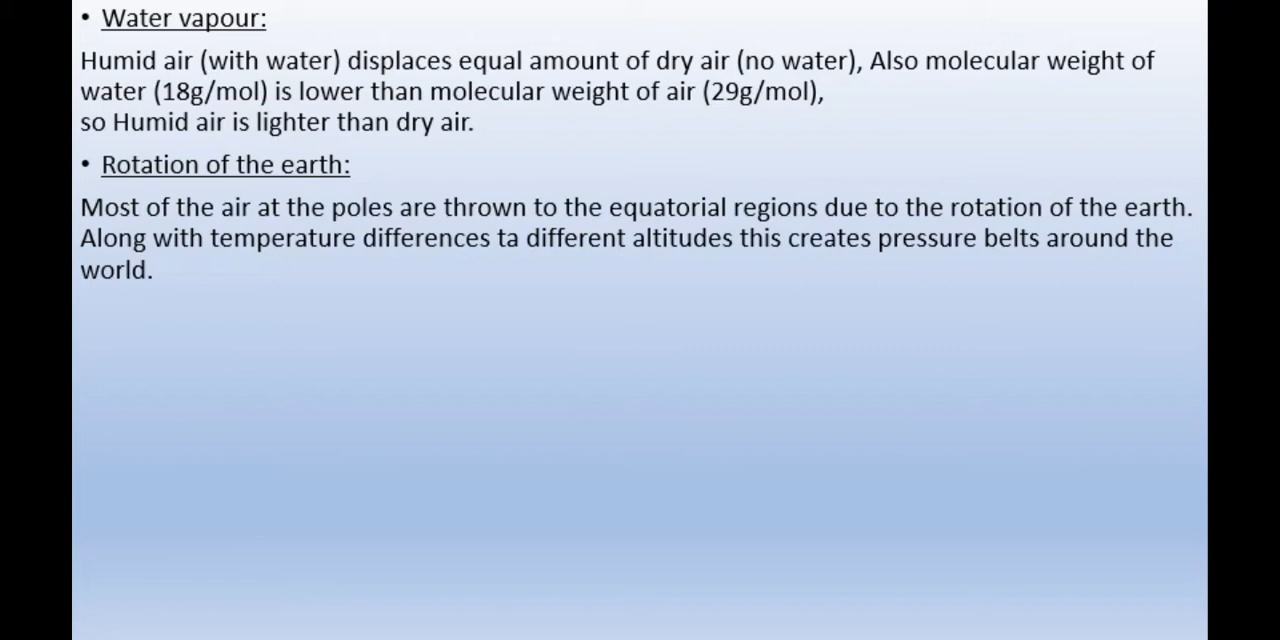 • Water vapour:
Humid air (with water) displaces equal amount of dry air (no water), Also molecular weight of
water (18g/mol) is lower than molecular weight of air (29g/mol),
so Humid air is lighter than dry air.
• Rotation of the earth:
Most of the air at the poles are thrown to the equatorial regions due to the rotation of the earth.
Along with temperature differences ta different altitudes this creates pressure belts around the
world.